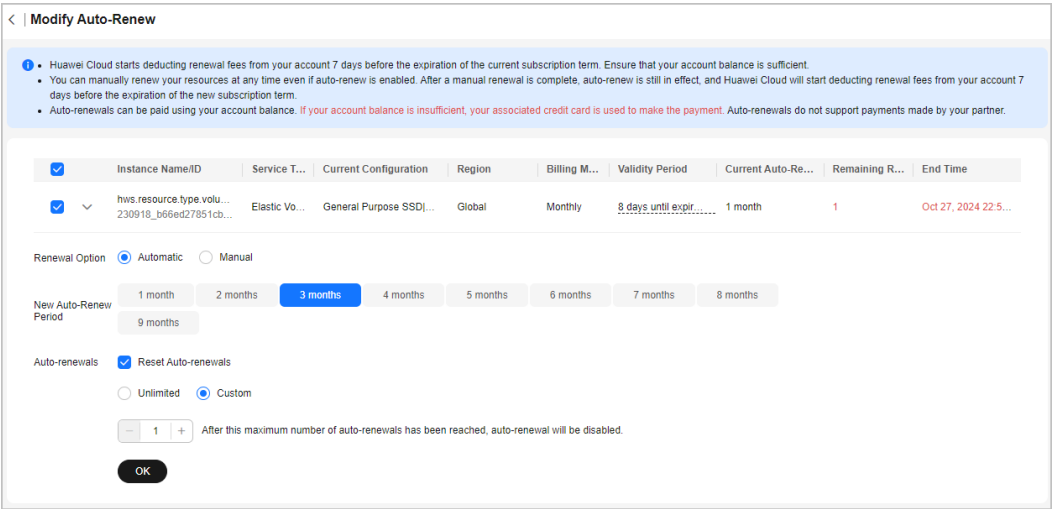 < | Modify Auto-Renew
• Huawei Cloud starts deducting renewal fees from your account 7 days before the expiration of the current subscription term. Ensure that your account balance is sufficient.
• You can manually renew your resources at any time even if auto-renew is enabled. After a manual renewal is complete, auto-renew is still in effect, and Huawei Cloud will start deducting renewal fees from your account 7
days before the expiration of the new subscription term.
• Auto-renewals can be paid using your account balance. If your account balance is insufficient, your associated credit card is used to make the payment. Auto-renewals do not support payments made by your partner.
Instance Name/ID Service T... Current Configuration Region Billing M... Validity Period Current Auto-Re... Remaining R... End Time
hws.resource.type.volu...
230918_b66ed27851cb... Elastic Vo... General Purpose SSD|... Global Monthly 8 days until expir... 1 month 1 Oct 27, 2024 22:5...
Renewal Option Automatic Manual
New Auto-Renew
Period
1 month 2 months 3 months 4 months 5 months 6 months 7 months 8 months
9 months
Auto-renewals Reset Auto-renewals
Unlimited Custom
− 1 + After this maximum number of auto-renewals has been reached, auto-renewal will be disabled.
OK